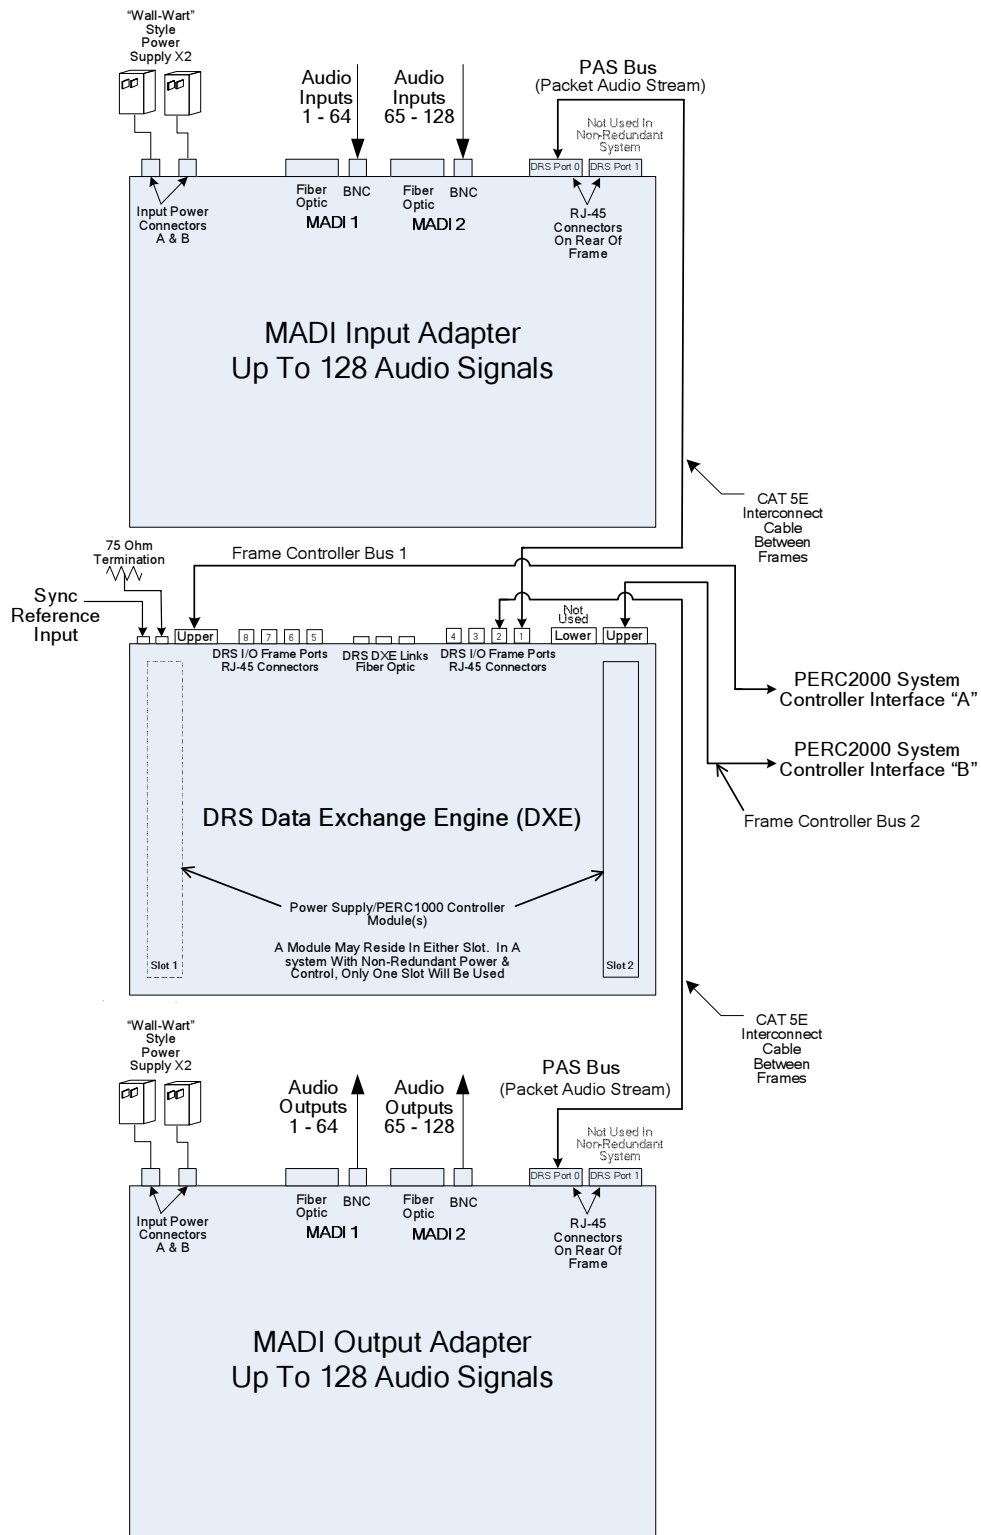 “Wall-Wart”
Style
Power
Supply X2
Audio
Inputs
1 - 64
Audio
Inputs
65 - 128
PAS Bus
(Packet Audio Stream)
Not Used In
Non-Redundant
System
DRS Port 0
DRS Port 1
Input Power
Connectors
A & B
Fiber
Optic
BNC
MADI 1
Fiber
Optic
BNC
MADI 2
RJ-45
Connectors
On Rear Of
Frame
MADI Input Adapter
Up To 128 Audio Signals
CAT 5E
Interconnect
Cable
Between
Frames
75 Ohm
Termination
Frame Controller Bus 1
Sync
Reference
Input
Upper
8
7
6
5
DRS I/O Frame Ports
RJ-45 Connectors
DRS DXE Links
Fiber Optic
4
3
2
1
DRS I/O Frame Ports
RJ-45 Connectors
Not
Used
Lower
Upper
PERC2000 System
Controller Interface “A”
PERC2000 System
Controller Interface “B”
Frame Controller Bus 2
DRS Data Exchange Engine (DXE)
Power Supply/PERC1000 Controller
Module(s)
A Module May Reside In Either Slot. In A
system With Non-Redundant Power &
Control, Only One Slot Will Be Used
Slot 1
Slot 2
CAT 5E
Interconnect
Cable
Between
Frames
“Wall-Wart”
Style
Power
Supply X2
Audio
Outputs
1 - 64
Audio
Outputs
65 - 128
PAS Bus
(Packet Audio Stream)
Not Used In
Non-Redundant
System
DRS Port 0
DRS Port 1
Input Power
Connectors
A & B
Fiber
Optic
BNC
MADI 1
Fiber
Optic
BNC
MADI 2
RJ-45
Connectors
On Rear Of
Frame
MADI Output Adapter
Up To 128 Audio Signals